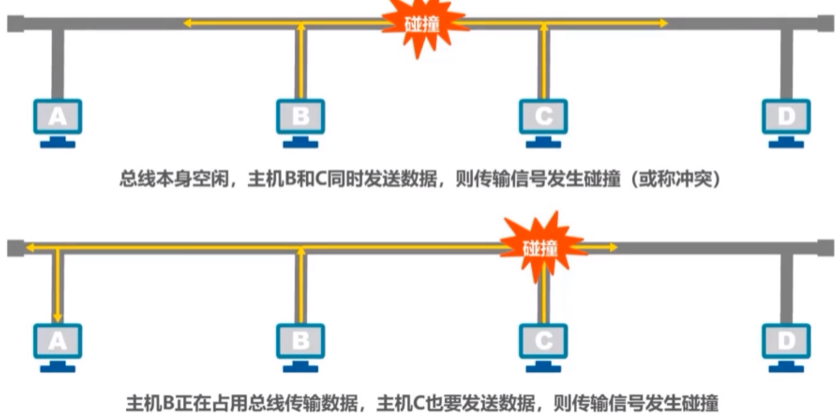 碰撞
A
B
C
D
总线本身空闲，主机B和C同时发送数据，则传输信号发生碰撞（或称冲突）
碰撞
A
B
C
D
主机B正在占用总线传输数据，主机C也要发送数据，则传输信号发生碰撞